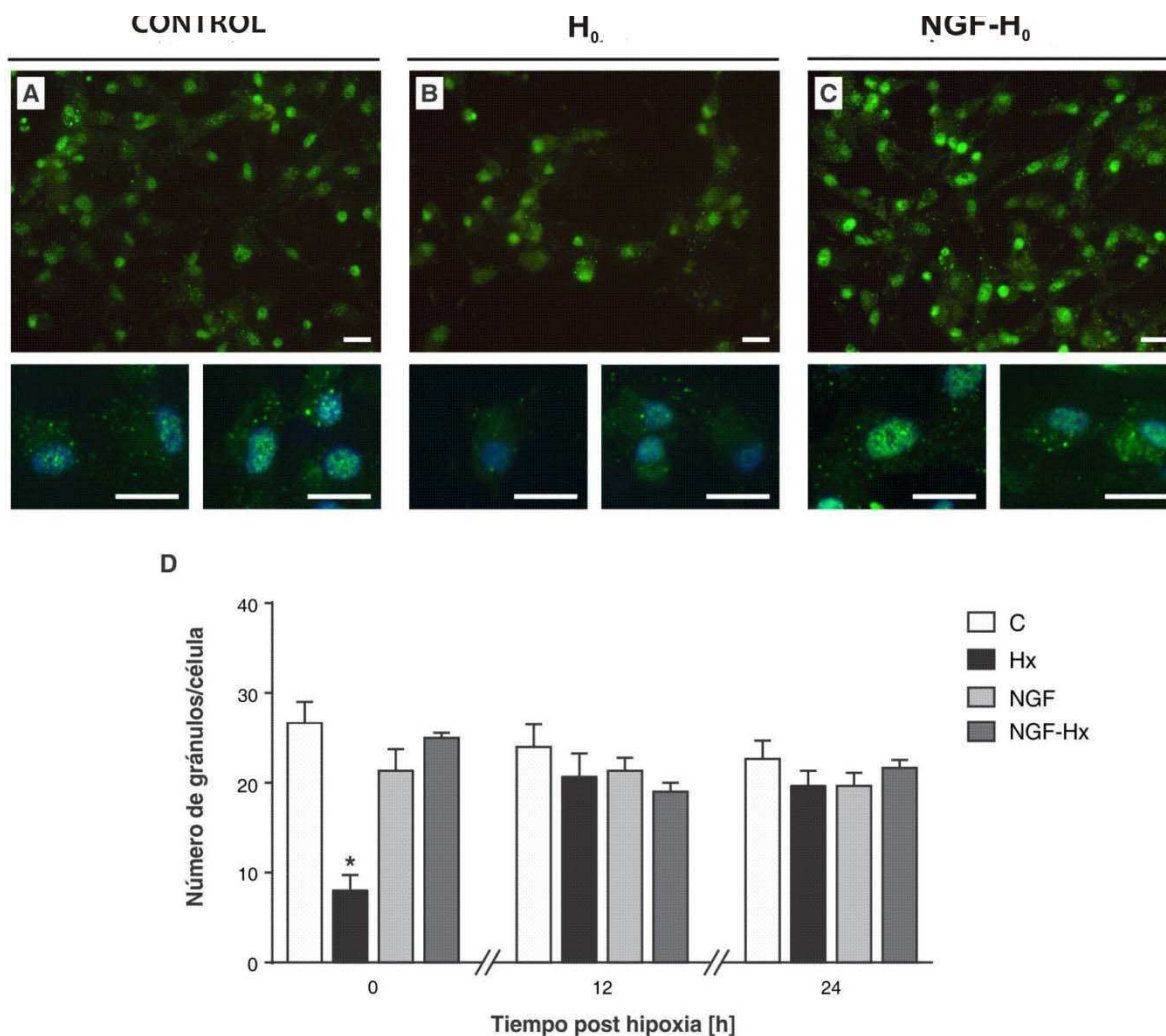 CONTROL
H₀
NGF-H₀
A
B
C
D
Número de gránulos/célula
40
30
20
10
0
*
0
12
24
Tiempo post hipoxia [h]
C
Hx
NGF
NGF-Hx